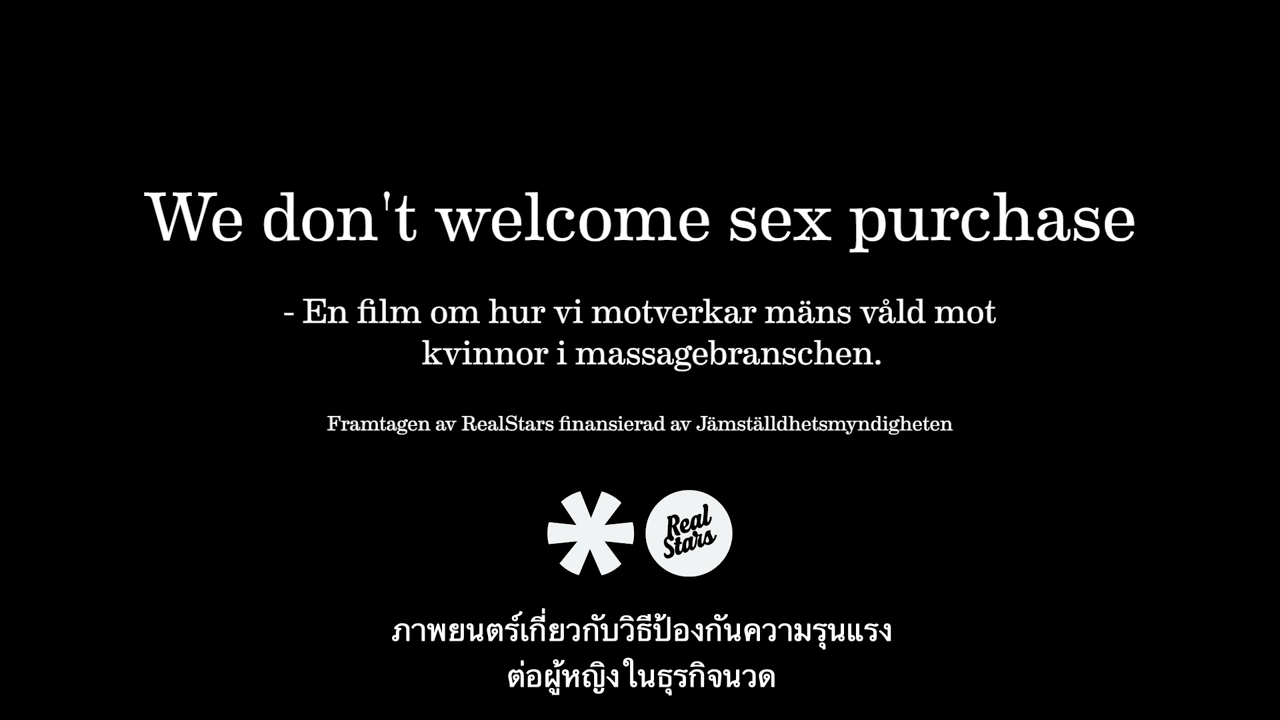 We don't welcome sex purchase
- En film om hur vi motverkar mäns våld mot
kvinnor i massagebranschen.
Framtagen av RealStars finansierad av Jämställdhetsmyndigheten
Real
Stars
ภาพยนตร์เกี่ยวกับวิธีป้องกันความรุนแรง
ต่อผู้หญิงในธุรกิจนวด